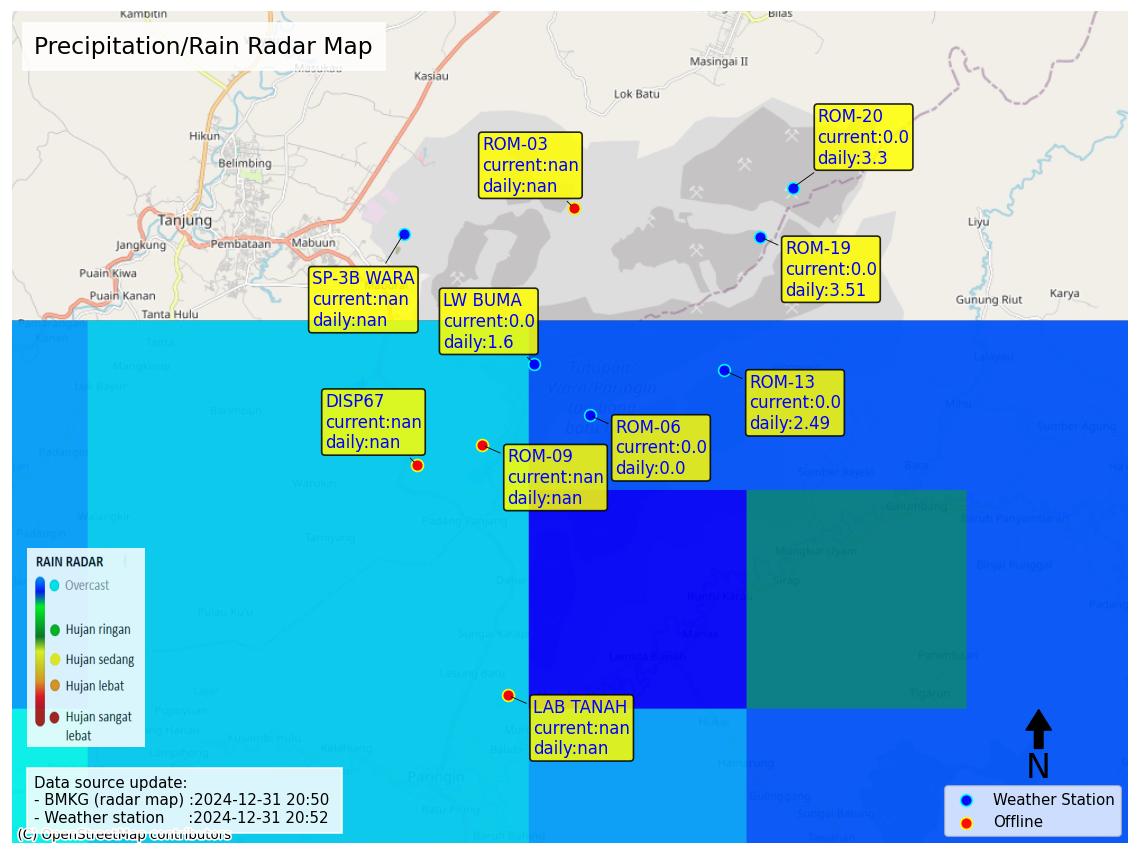 Kambitin
Bilas
Precipitation/Rain Radar Map
Masukau
Kasiau
Masingai II
Lok Batu
ROM-20
current:0.0
daily:3.3
ROM-03
current:nan
daily:nan
Hikun
Belimbing
Tanjung
Liyu
Jangkung
Pembataan
Mabuun
ROM-19
current:0.0
daily:3.51
Puain Kiwa
SP-3B WARA
current:nan
daily:nan
LW BUMA
current:0.0
daily:1.6
Puain Kanan
Gunung Riut
Karya
Tanta Hulu
ROM-13
current:0.0
daily:2.49
DISP67
current:nan
daily:nan
ROM-06
current:0.0
daily:0.0
ROM-09
current:nan
daily:nan
Padang Panjang
RAIN RADAR
Overcast
Hujan ringan
Hujan sedang
Hujan lebat
Hujan sangat
lebat
LAB TANAH
current:nan
daily:nan
Paringin
N
Data source update:
- BMKG (radar map) :2024-12-31 20:50
- Weather station :2024-12-31 20:52
Weather Station
Offline
(C) OpenStreetMap contributors